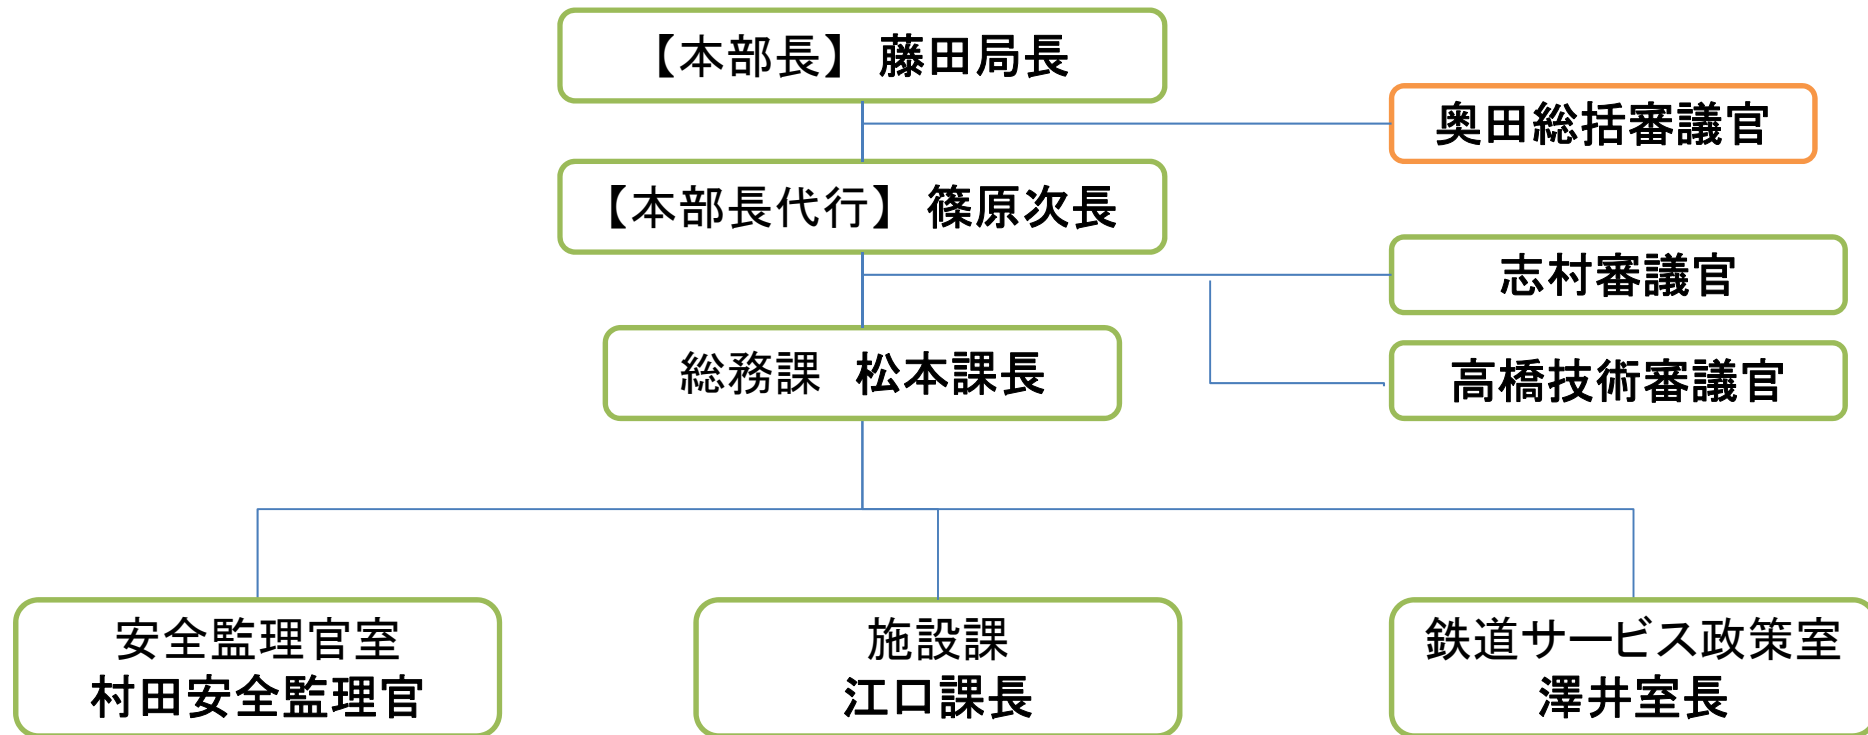 【本部長】 藤田局長
奥田総括審議官
【本部長代行】 篠原次長
志村審議官
総務課　松本課長
高橋技術審議官
安全監理官室
村田安全監理官
施設課
江口課長
鉄道サービス政策室
澤井室長